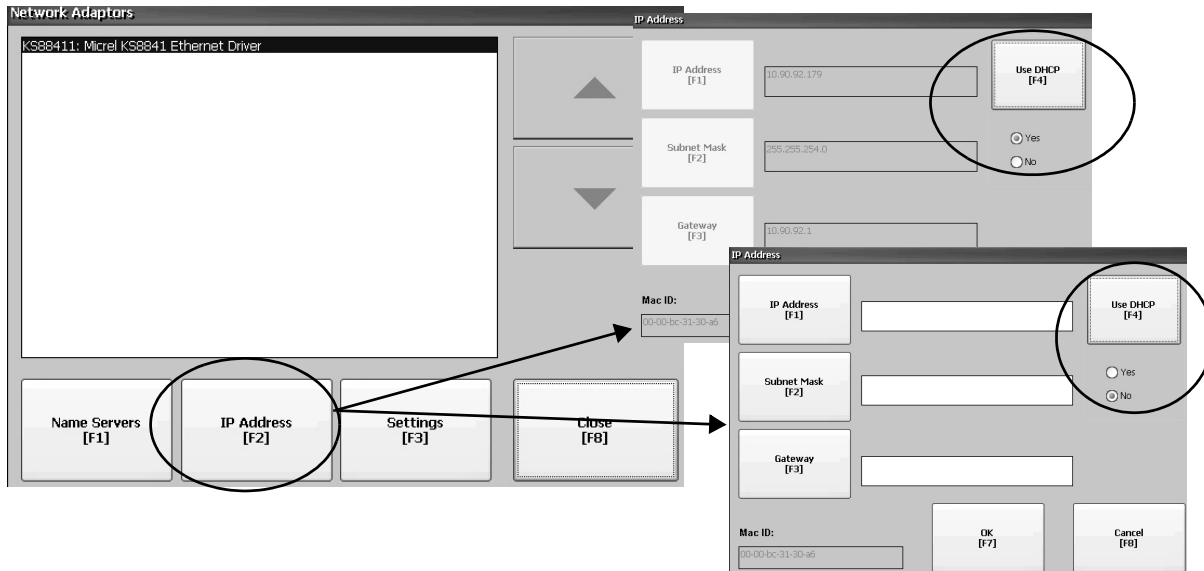 Network Adaptors
KS88411: Micrel KS8841 Ethernet Driver
Name Servers
[F1]
IP Address
[F2]
Settings
[F3]
Close
[F8]
IP Address
IP Address
[F1]
10.90.92.179
Use DHCP
[F4]
Subnet Mask
[F2]
255.255.254.0
Yes
No
Gateway
[F3]
10.90.92.1
Mac ID:
00-00-bc-31-30-a6
IP Address
IP Address
[F1]
Use DHCP
[F4]
Subnet Mask
[F2]
Yes
No
Gateway
[F3]
Mac ID:
00-00-bc-31-30-a6
OK
[F7]
Cancel
[F8]